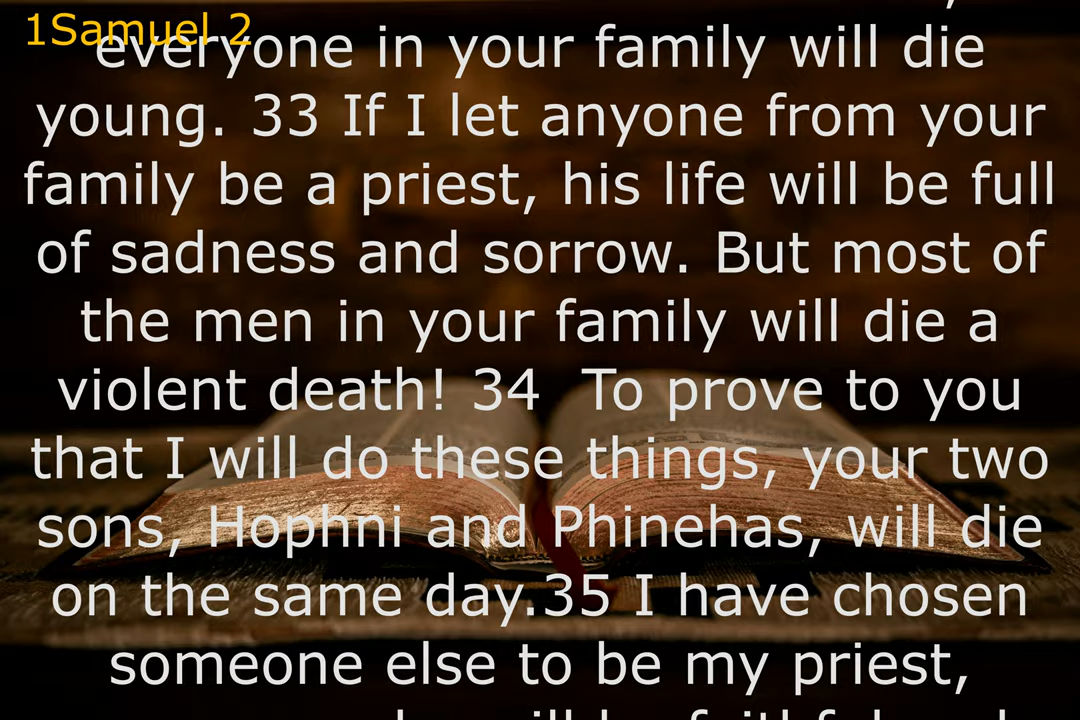 1Samuel 2
everyone in your family will die
young. 33 If I let anyone from your
family be a priest, his life will be full
of sadness and sorrow. But most of
the men in your family will die a
violent death! 34  To prove to you
that I will do these things, your two
sons, Hophni and Phinehas, will die
on the same day.35 I have chosen
someone else to be my priest,